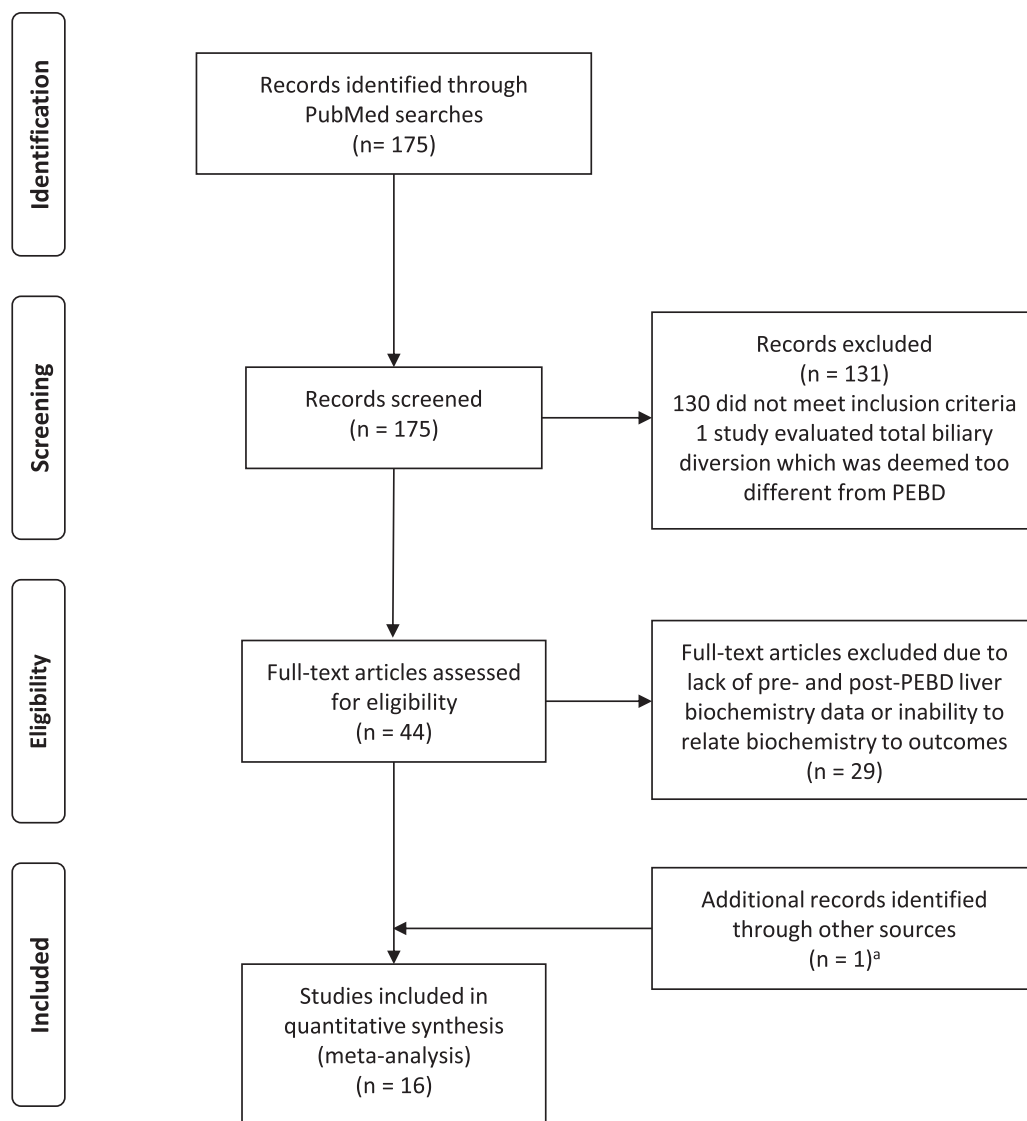 Identification
Records identified through
PubMed searches
(n= 175)
Screening
Records screened
(n = 175)
Records excluded
(n = 131)
130 did not meet inclusion criteria
1 study evaluated total biliary
diversion which was deemed too
different from PEBD
Eligibility
Full-text articles assessed
for eligibility
(n = 44)
Full-text articles excluded due to
lack of pre- and post-PEBD liver
biochemistry data or inability to
relate biochemistry to outcomes
(n = 29)
Included
Additional records identified
through other sources
(n = 1)ᵃ
Studies included in
quantitative synthesis
(meta-analysis)
(n = 16)